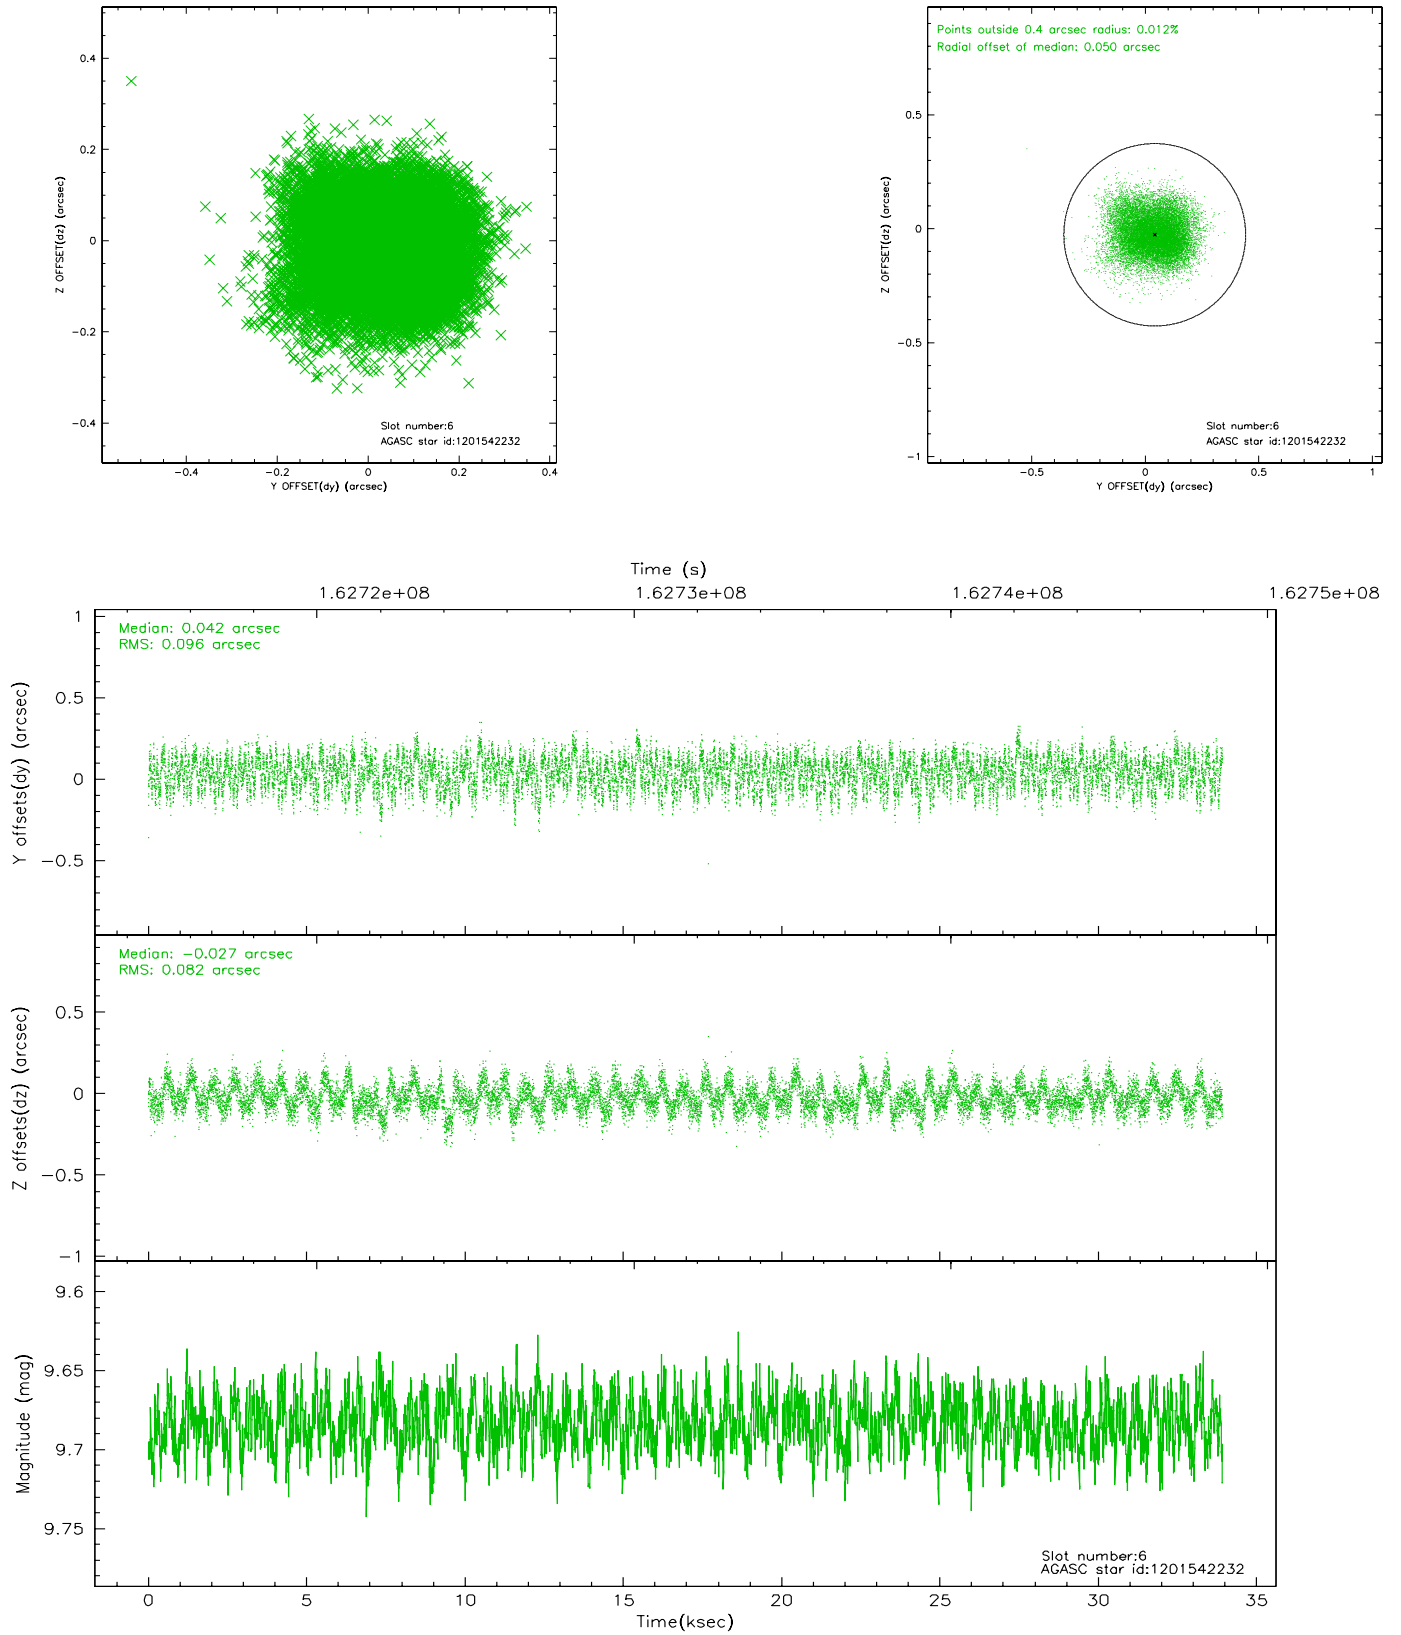 0.4
0.2
0
−0.2
−0.4
Z OFFSET(dz) (arcsec)
Slot number:6
AGASC star id:1201542232
−0.4
−0.2
0
0.2
0.4
Y OFFSET(dy) (arcsec)
Points outside 0.4 arcsec radius: 0.012%
Radial offset of median: 0.050 arcsec
0.5
0
−0.5
−1
Z OFFSET(dz) (arcsec)
Slot number:6
AGASC star id:1201542232
−0.5
0
0.5
1
Y OFFSET(dy) (arcsec)
Time (s)
1.6272e+08
1.6273e+08
1.6274e+08
1.6275e+08
Median: 0.042 arcsec
RMS: 0.096 arcsec
1
0.5
0
−0.5
Y offsets(dy) (arcsec)
Median: −0.027 arcsec
RMS: 0.082 arcsec
0.5
0
−0.5
−1
Z offsets(dz) (arcsec)
9.6
9.65
9.7
9.75
Magnitude (mag)
Slot number:6
AGASC star id:1201542232
0
5
10
15
20
25
30
35
Time(ksec)